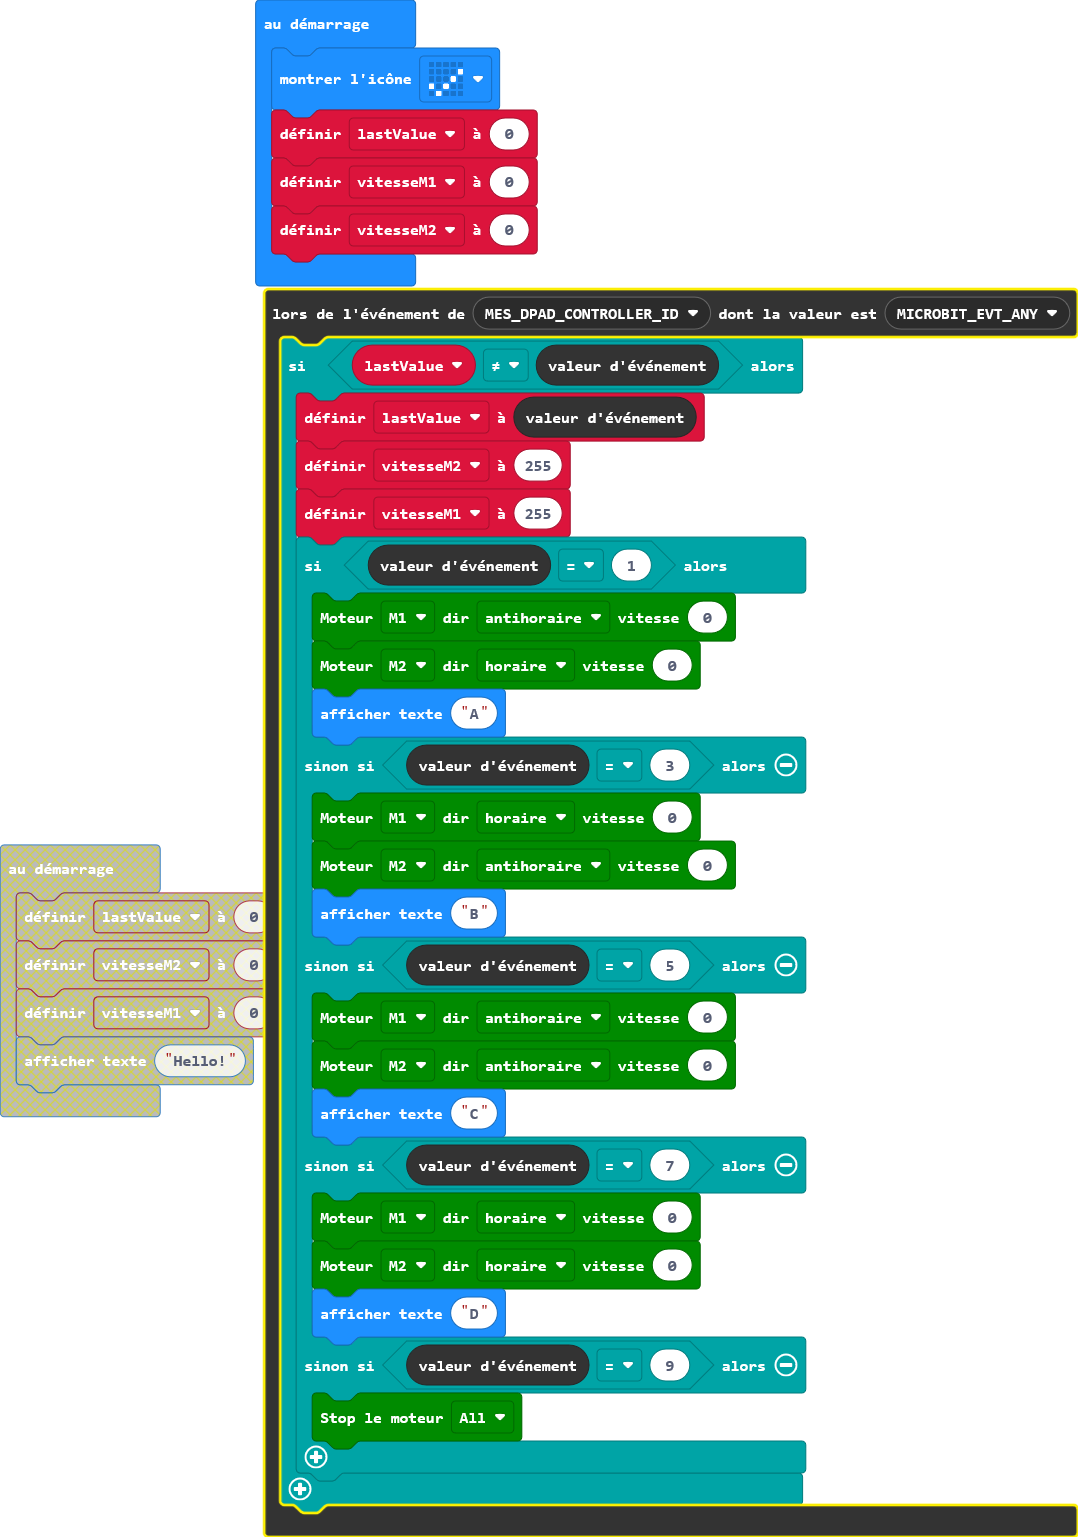 au démarrage
montrer l'icône
définir lastValue à 0
définir vitesseM1 à 0
définir vitesseM2 à 0
lors de l'événement de MES_DPAD_CONTROLLER_ID dont la valeur est MICROBIT_EVT_ANY
si lastValue ≠ valeur d'événement alors
définir lastValue à valeur d'événement
définir vitesseM2 à 255
définir vitesseM1 à 255
si valeur d'événement = 1 alors
Moteur M1 dir antihoraire vitesse 0
Moteur M2 dir horaire vitesse 0
afficher texte "A"
sinon si valeur d'événement = 3 alors
Moteur M1 dir horaire vitesse 0
Moteur M2 dir antihoraire vitesse 0
afficher texte "B"
sinon si valeur d'événement = 5 alors
Moteur M1 dir antihoraire vitesse 0
Moteur M2 dir antihoraire vitesse 0
afficher texte "C"
sinon si valeur d'événement = 7 alors
Moteur M1 dir horaire vitesse 0
Moteur M2 dir horaire vitesse 0
afficher texte "D"
sinon si valeur d'événement = 9 alors
Stop le moteur All
au démarrage
définir lastValue à 0
définir vitesseM2 à 0
définir vitesseM1 à 0
afficher texte "Hello!"